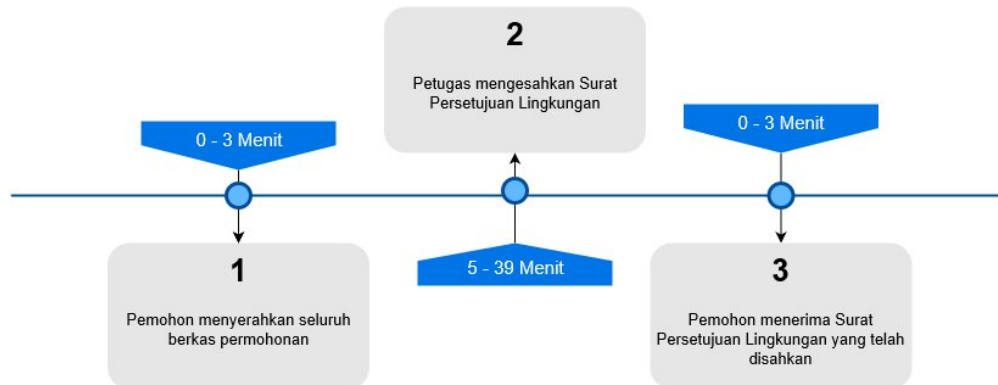 0 - 3 Menit
1
Pemohon menyerahkan seluruh
berkas permohonan
2
Petugas mengesahkan Surat
Persetujuan Lingkungan
5 - 39 Menit
0 - 3 Menit
3
Pemohon menerima Surat
Persetujuan Lingkungan yang telah
disahkan